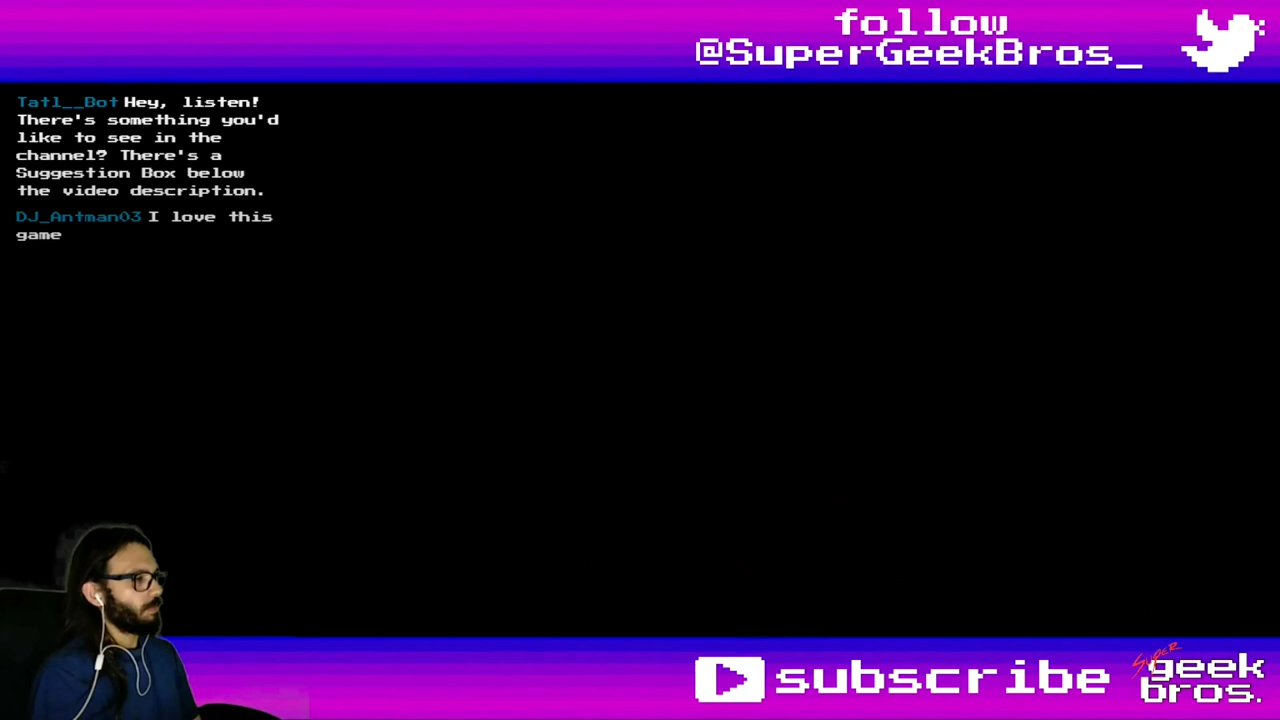 follow
@SuperGeekBros_
Tatl__Bot Hey, listen!
There's something you'd
like to see in the
channel? There's a
Suggestion Box below
the video description.
DJ_Antman03 I love this
game
subscribe
SUPER
geek
bros.